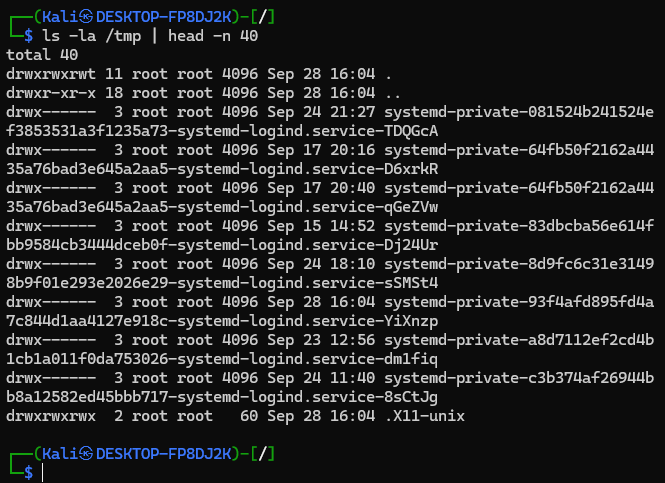 ┌──(Kali㉿DESKTOP-FP8DJ2K)-[/]
└─$ ls -la /tmp | head -n 40
total 40
drwxrwxrwt 11 root root 4096 Sep 28 16:04 .
drwxr-xr-x 18 root root 4096 Sep 28 16:04 ..
drwx------  3 root root 4096 Sep 24 21:27 systemd-private-081524b241524e
f3853531a3f1235a73-systemd-logind.service-TDQGcA
drwx------  3 root root 4096 Sep 17 20:16 systemd-private-64fb50f2162a44
35a76bad3e645a2aa5-systemd-logind.service-D6xrkR
drwx------  3 root root 4096 Sep 17 20:40 systemd-private-64fb50f2162a44
35a76bad3e645a2aa5-systemd-logind.service-qGeZVw
drwx------  3 root root 4096 Sep 15 14:52 systemd-private-83dbcba56e614f
bb9584cb3444dceb0f-systemd-logind.service-Dj24Ur
drwx------  3 root root 4096 Sep 24 18:10 systemd-private-8d9fc6c31e3149
8b9f01e293e2026e29-systemd-logind.service-sSMSt4
drwx------  3 root root 4096 Sep 28 16:04 systemd-private-93f4afd895fd4a
7c844d1aa4127e918c-systemd-logind.service-YiXnzp
drwx------  3 root root 4096 Sep 23 12:56 systemd-private-a8d7112ef2cd4b
1cb1a011f0da753026-systemd-logind.service-dm1fiq
drwx------  3 root root 4096 Sep 24 11:40 systemd-private-c3b374af26944b
b8a12582ed45bbb717-systemd-logind.service-8sCtJg
drwxrwxrwx  2 root root   60 Sep 28 16:04 .X11-unix
┌──(Kali㉿DESKTOP-FP8DJ2K)-[/]
└─$